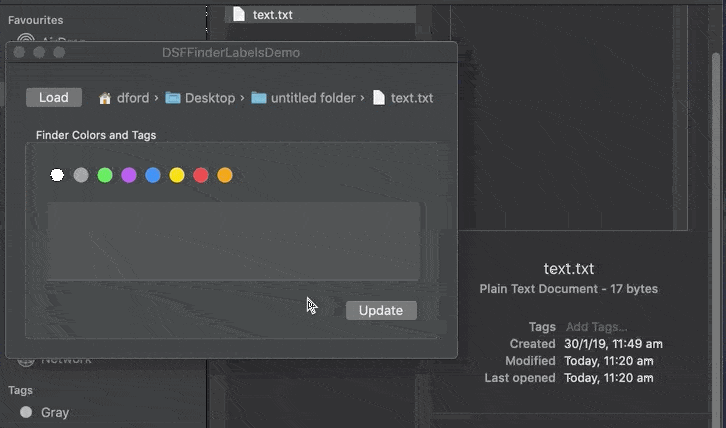 Favourites
AirDrop
text.txt
DSFFinderLabelsDemo
Load
dford › Desktop › untitled folder › text.txt
Finder Colors and Tags
Update
Network
Tags
Gray
text.txt
Plain Text Document - 17 bytes
Tags Add Tags...
Created 30/1/19, 11:49 am
Modified Today, 11:20 am
Last opened Today, 11:20 am